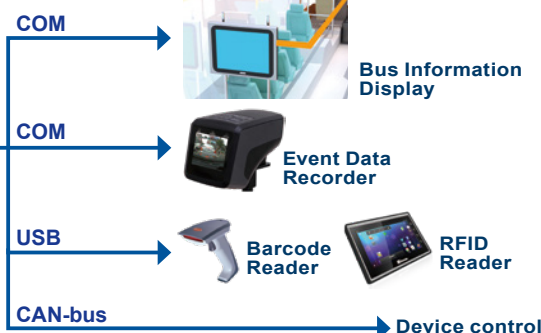 COM
Bus Information
Display
COM
Event Data
Recorder
USB
Barcode
Reader
RFID
Reader
CAN-bus
Device control